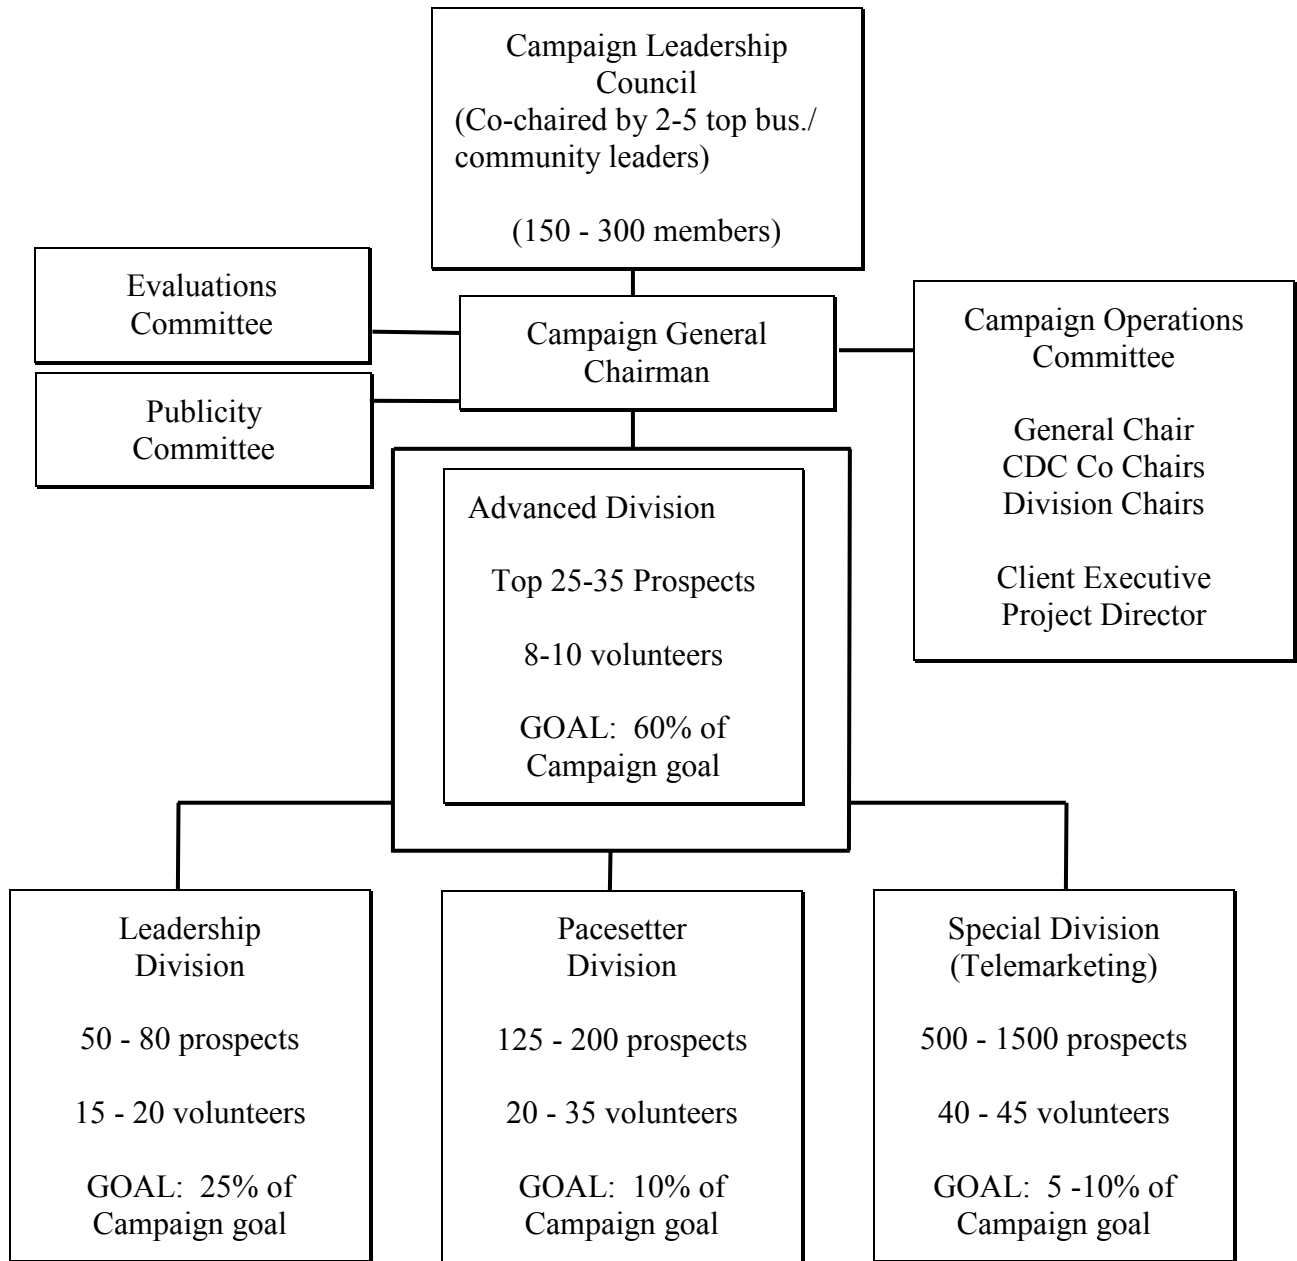 Campaign Leadership
Council
(Co-chaired by 2-5 top bus./
community leaders)
(150 - 300 members)
Evaluations
Committee
Publicity
Committee
Campaign General
Chairman
Campaign Operations
Committee
General Chair
CDC Co Chairs
Division Chairs
Client Executive
Project Director
Advanced Division
Top 25-35 Prospects
8-10 volunteers
GOAL:  60% of
Campaign goal
Leadership
Division
50 - 80 prospects
15 - 20 volunteers
GOAL:  25% of
Campaign goal
Pacesetter
Division
125 - 200 prospects
20 - 35 volunteers
GOAL:  10% of
Campaign goal
Special Division
(Telemarketing)
500 - 1500 prospects
40 - 45 volunteers
GOAL:  5 -10% of
Campaign goal